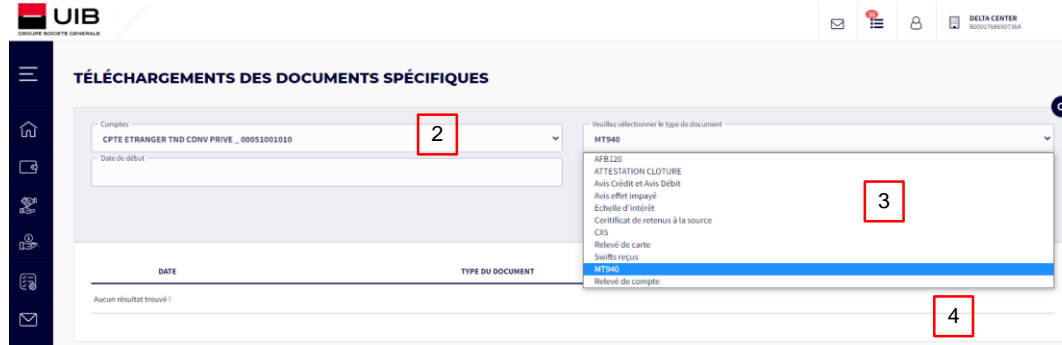 UIB
GROUPE SOCIETE GENERALE
DELTA CENTER
B0001768690736A
TÉLÉCHARGEMENTS DES DOCUMENTS SPÉCIFIQUES
Comptes
CPTE ETRANGER TND CONV PRIVE _ 00051001010
2
Veuillez sélectionner le type de document
MT940
Date de début
AFB120
ATTESTATION CLOTURE
Avis Crédit et Avis Débit
Avis effet impayé
Echelle d'intérêt
Ceritificat de retenus à la source
CXS
Relevé de carte
Swifts reçus
MT940
Relevé de compte
3
DATE
TYPE DU DOCUMENT
Aucun résultat trouvé !
4